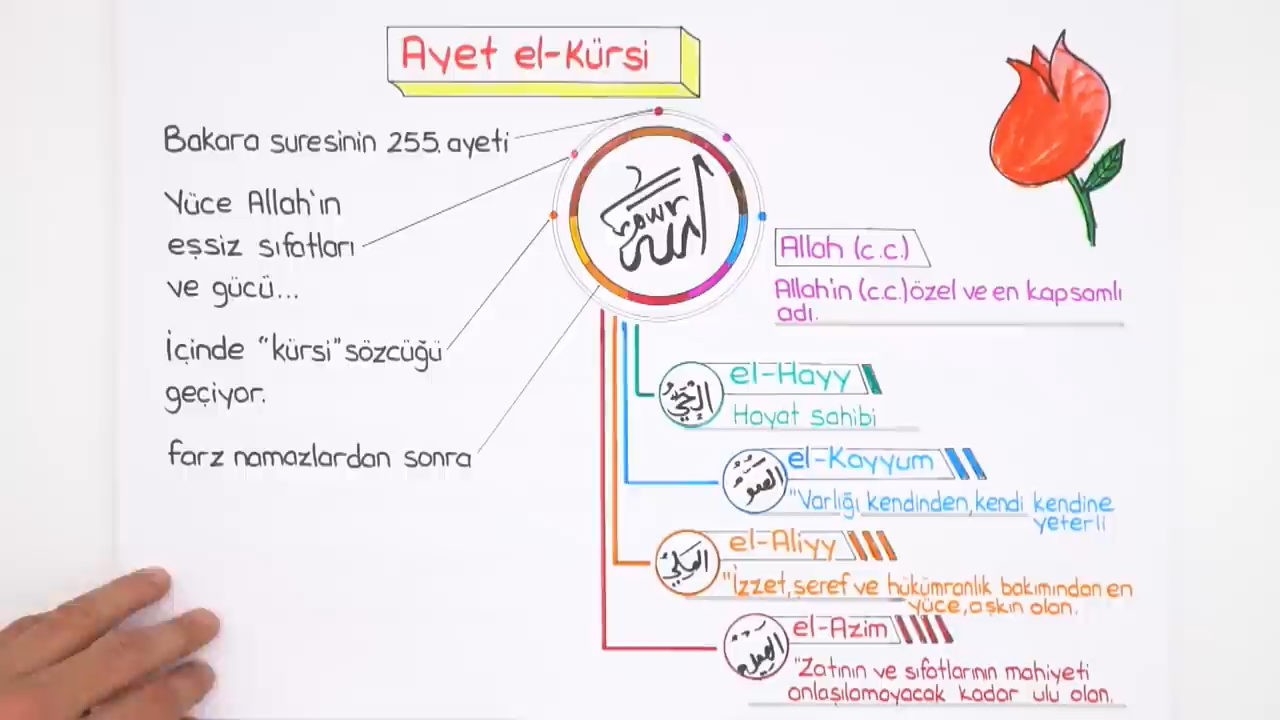 Ayet el-Kürsi
Bakara suresinin 255. ayeti
Yüce Allah'ın
eşsiz sıfatları
ve gücü...
İçinde "kürsi" sözcüğü
geçiyor.
farz namazlardan sonra
Allah (c.c.)
Allah'in (c.c.) özel ve en kapsamlı
adı.
el-Hayy
Hayat sahibi
el-Kayyum
"Varlığı kendinden, kendi kendine
yeterli
el-Aliyy
"İzzet, şeref ve hükümranlık bakımından en
yüce, aşkın olan.
el-Azim
"Zatının ve sıfatlarının mahiyeti
anlaşılamayacak kadar ulu olan.